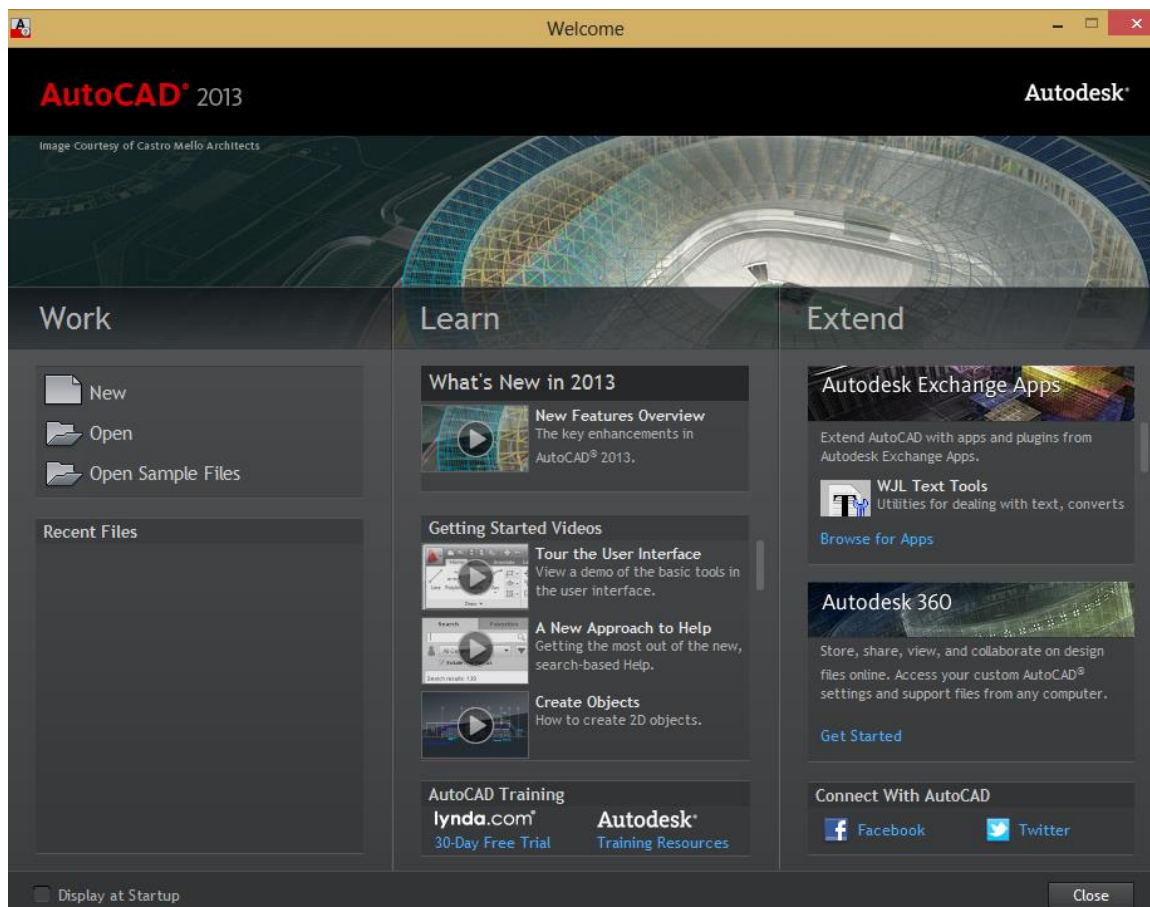 Welcome
AutoCAD® 2013
Autodesk®
Image Courtesy of Castro Mello Architects
Work
New
Open
Open Sample Files
Recent Files
Learn
What's New in 2013
New Features Overview
The key enhancements in
AutoCAD® 2013.
Getting Started Videos
Tour the User Interface
View a demo of the basic tools in
the user interface.
A New Approach to Help
Getting the most out of the new,
search-based Help.
Create Objects
How to create 2D objects.
AutoCAD Training
lynda.com®
30-Day Free Trial
Autodesk®
Training Resources
Extend
Autodesk Exchange Apps
Extend AutoCAD with apps and plugins from
Autodesk Exchange Apps.
WJL Text Tools
Utilities for dealing with text, converts
Browse for Apps
Autodesk 360
Store, share, view, and collaborate on design
files online. Access your custom AutoCAD®
settings and support files from any computer.
Get Started
Connect With AutoCAD
Facebook
Twitter
Display at Startup
Close